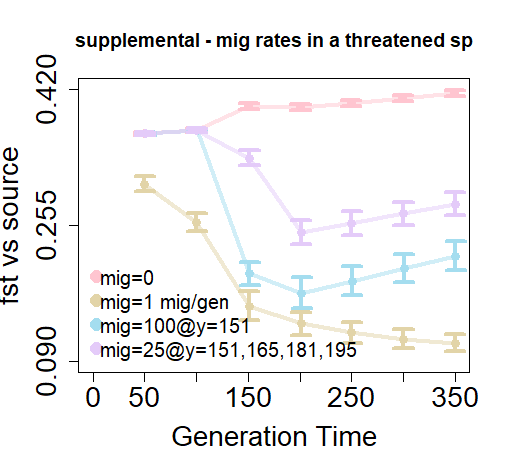 supplemental - mig rates in a threatened sp
fst vs source
0.420
0.255
0.090
mig=0
mig=1 mig/gen
mig=100@y=151
mig=25@y=151,165,181,195
0 50 150 250 350
Generation Time